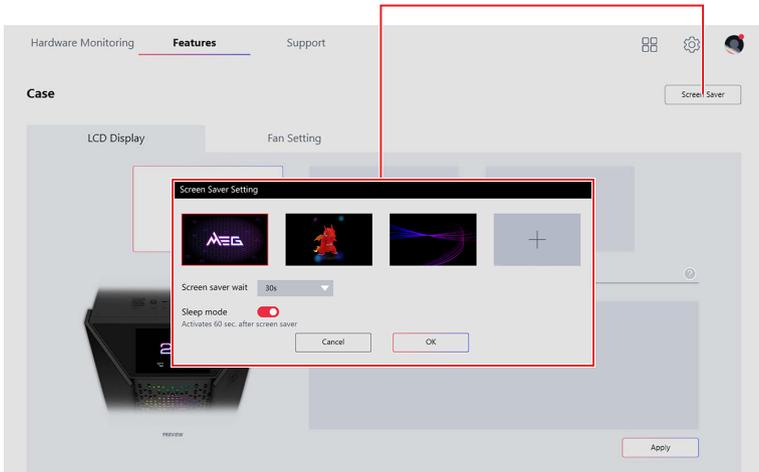 Hardware Monitoring Features Support
Case
Screen Saver
LCD Display Fan Setting
Screen Saver Setting
MEG
Screen saver wait 30s
Sleep mode
Activates 60 sec. after screen saver
Cancel OK
?
2
PREVIEW
Apply